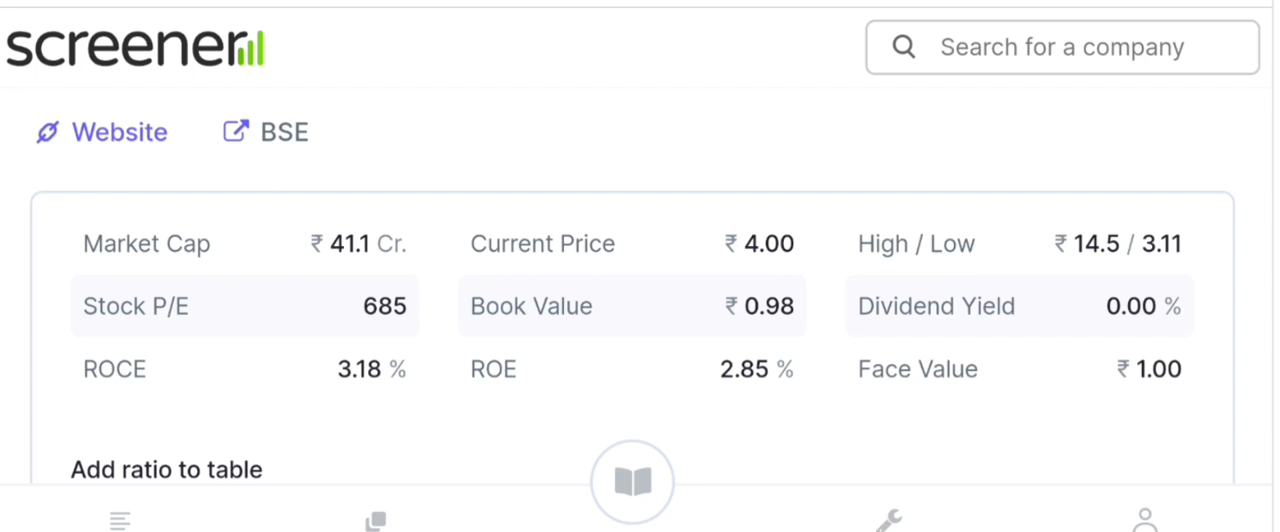 screener
Search for a company
Website BSE
Market Cap ₹ 41.1 Cr. Current Price ₹ 4.00 High / Low ₹ 14.5 / 3.11
Stock P/E 685 Book Value ₹ 0.98 Dividend Yield 0.00 %
ROCE 3.18 % ROE 2.85 % Face Value ₹ 1.00
Add ratio to table